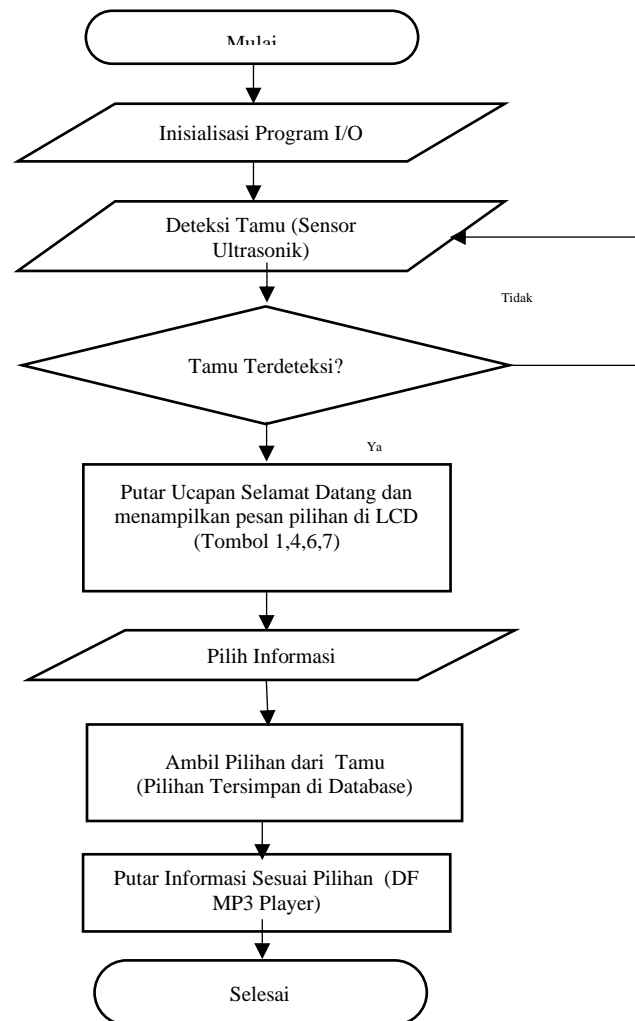 Mulai
Inisialisasi Program I/O
Deteksi Tamu (Sensor
Ultrasonik)
Tidak
Tamu Terdeteksi?
Ya
Putar Ucapan Selamat Datang dan
menampilkan pesan pilihan di LCD
(Tombol 1,4,6,7)
Pilih Informasi
Ambil Pilihan dari Tamu
(Pilihan Tersimpan di Database)
Putar Informasi Sesuai Pilihan (DF
MP3 Player)
Selesai